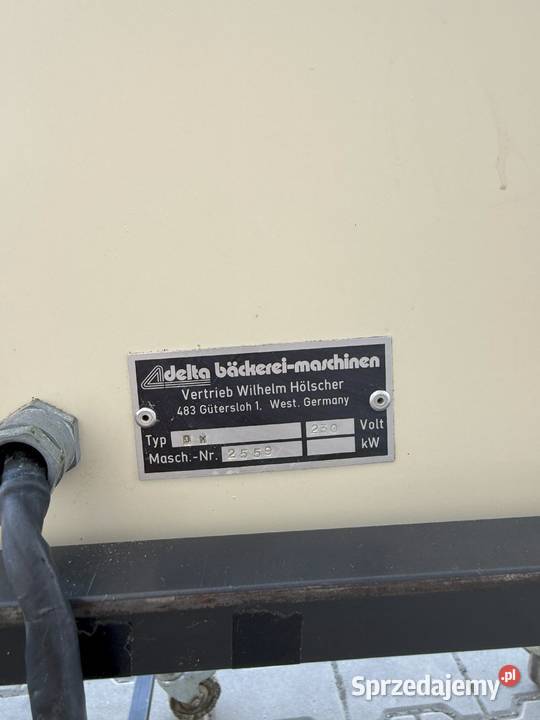 delta bäckerei-maschinen
Vertrieb Wilhelm Hölscher
483 Gütersloh 1, West. Germany
Typ 230 Volt
Masch.-Nr. 2559 kW
Sprzedajemy.pl